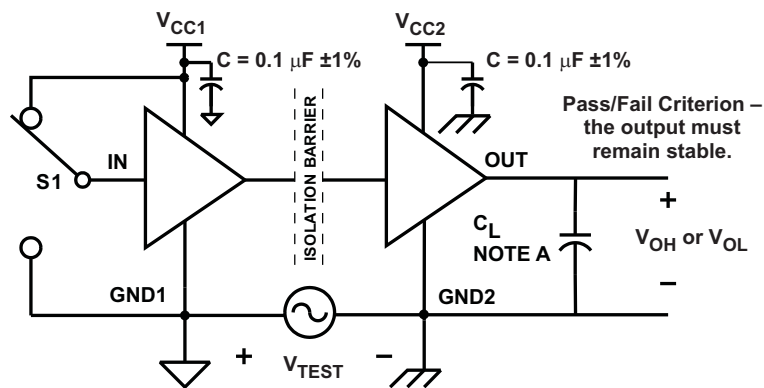 VCC1
VCC2
C = 0.1 μF ±1%
C = 0.1 μF ±1%
Pass/Fail Criterion –
the output must
remain stable.
IN
OUT
S1
ISOLATION BARRIER
CL
NOTE A
+
VOH or VOL
–
GND1
GND2
+
VTEST
–